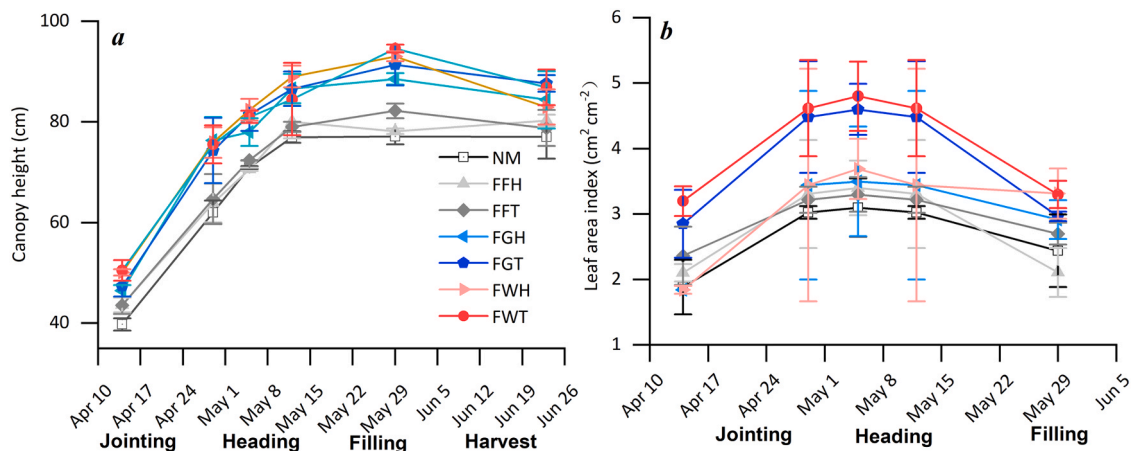 a
Canopy height (cm)
100
80
60
40
NM
FFH
FFT
FGH
FGT
FWH
FWT
Apr 10
Apr 17
Apr 24
May 1
May 8
May 15
May 22
May 29
Jun 5
Jun 12
Jun 19
Jun 26
Jointing
Heading
Filling
Harvest
b
Leaf area index (cm² cm⁻²)
6
5
4
3
2
1
Apr 10
Apr 17
Apr 24
May 1
May 8
May 15
May 22
May 29
Jun 5
Jointing
Heading
Filling